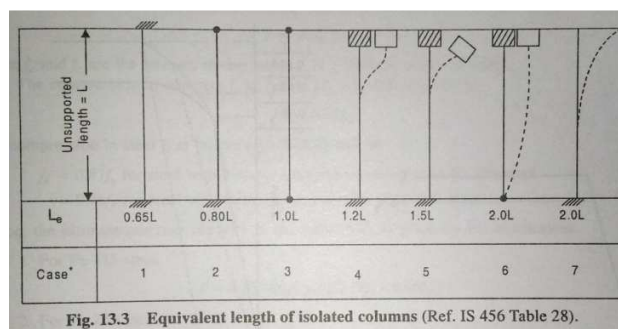 Unsupported
length = L
Le 0.65L 0.80L 1.0L 1.2L 1.5L 2.0L 2.0L
Case* 1 2 3 4 5 6 7
Fig. 13.3 Equivalent length of isolated columns (Ref. IS 456 Table 28).